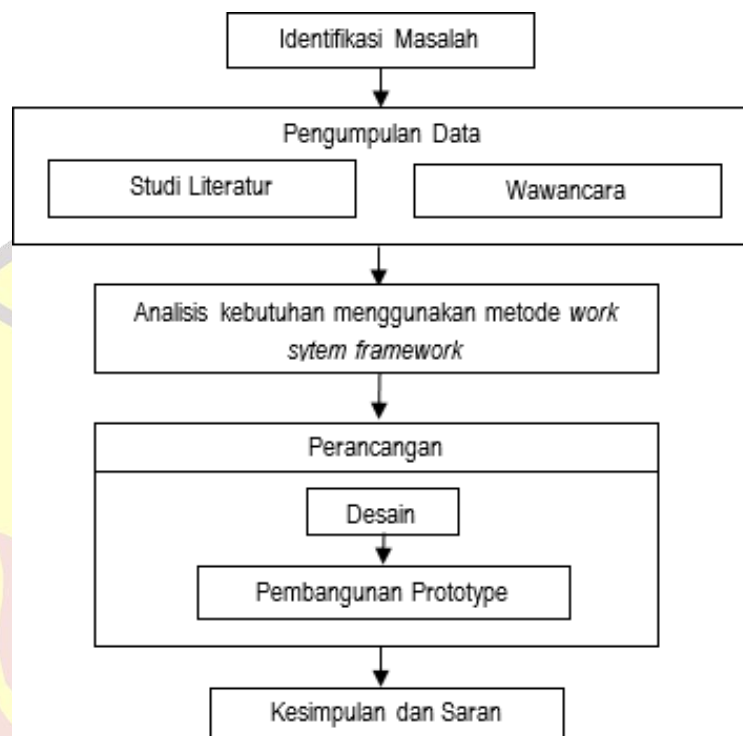 Identifikasi Masalah
Pengumpulan Data
Studi Literatur
Wawancara
Analisis kebutuhan menggunakan metode work
sytem framework
Perancangan
Desain
Pembangunan Prototype
Kesimpulan dan Saran